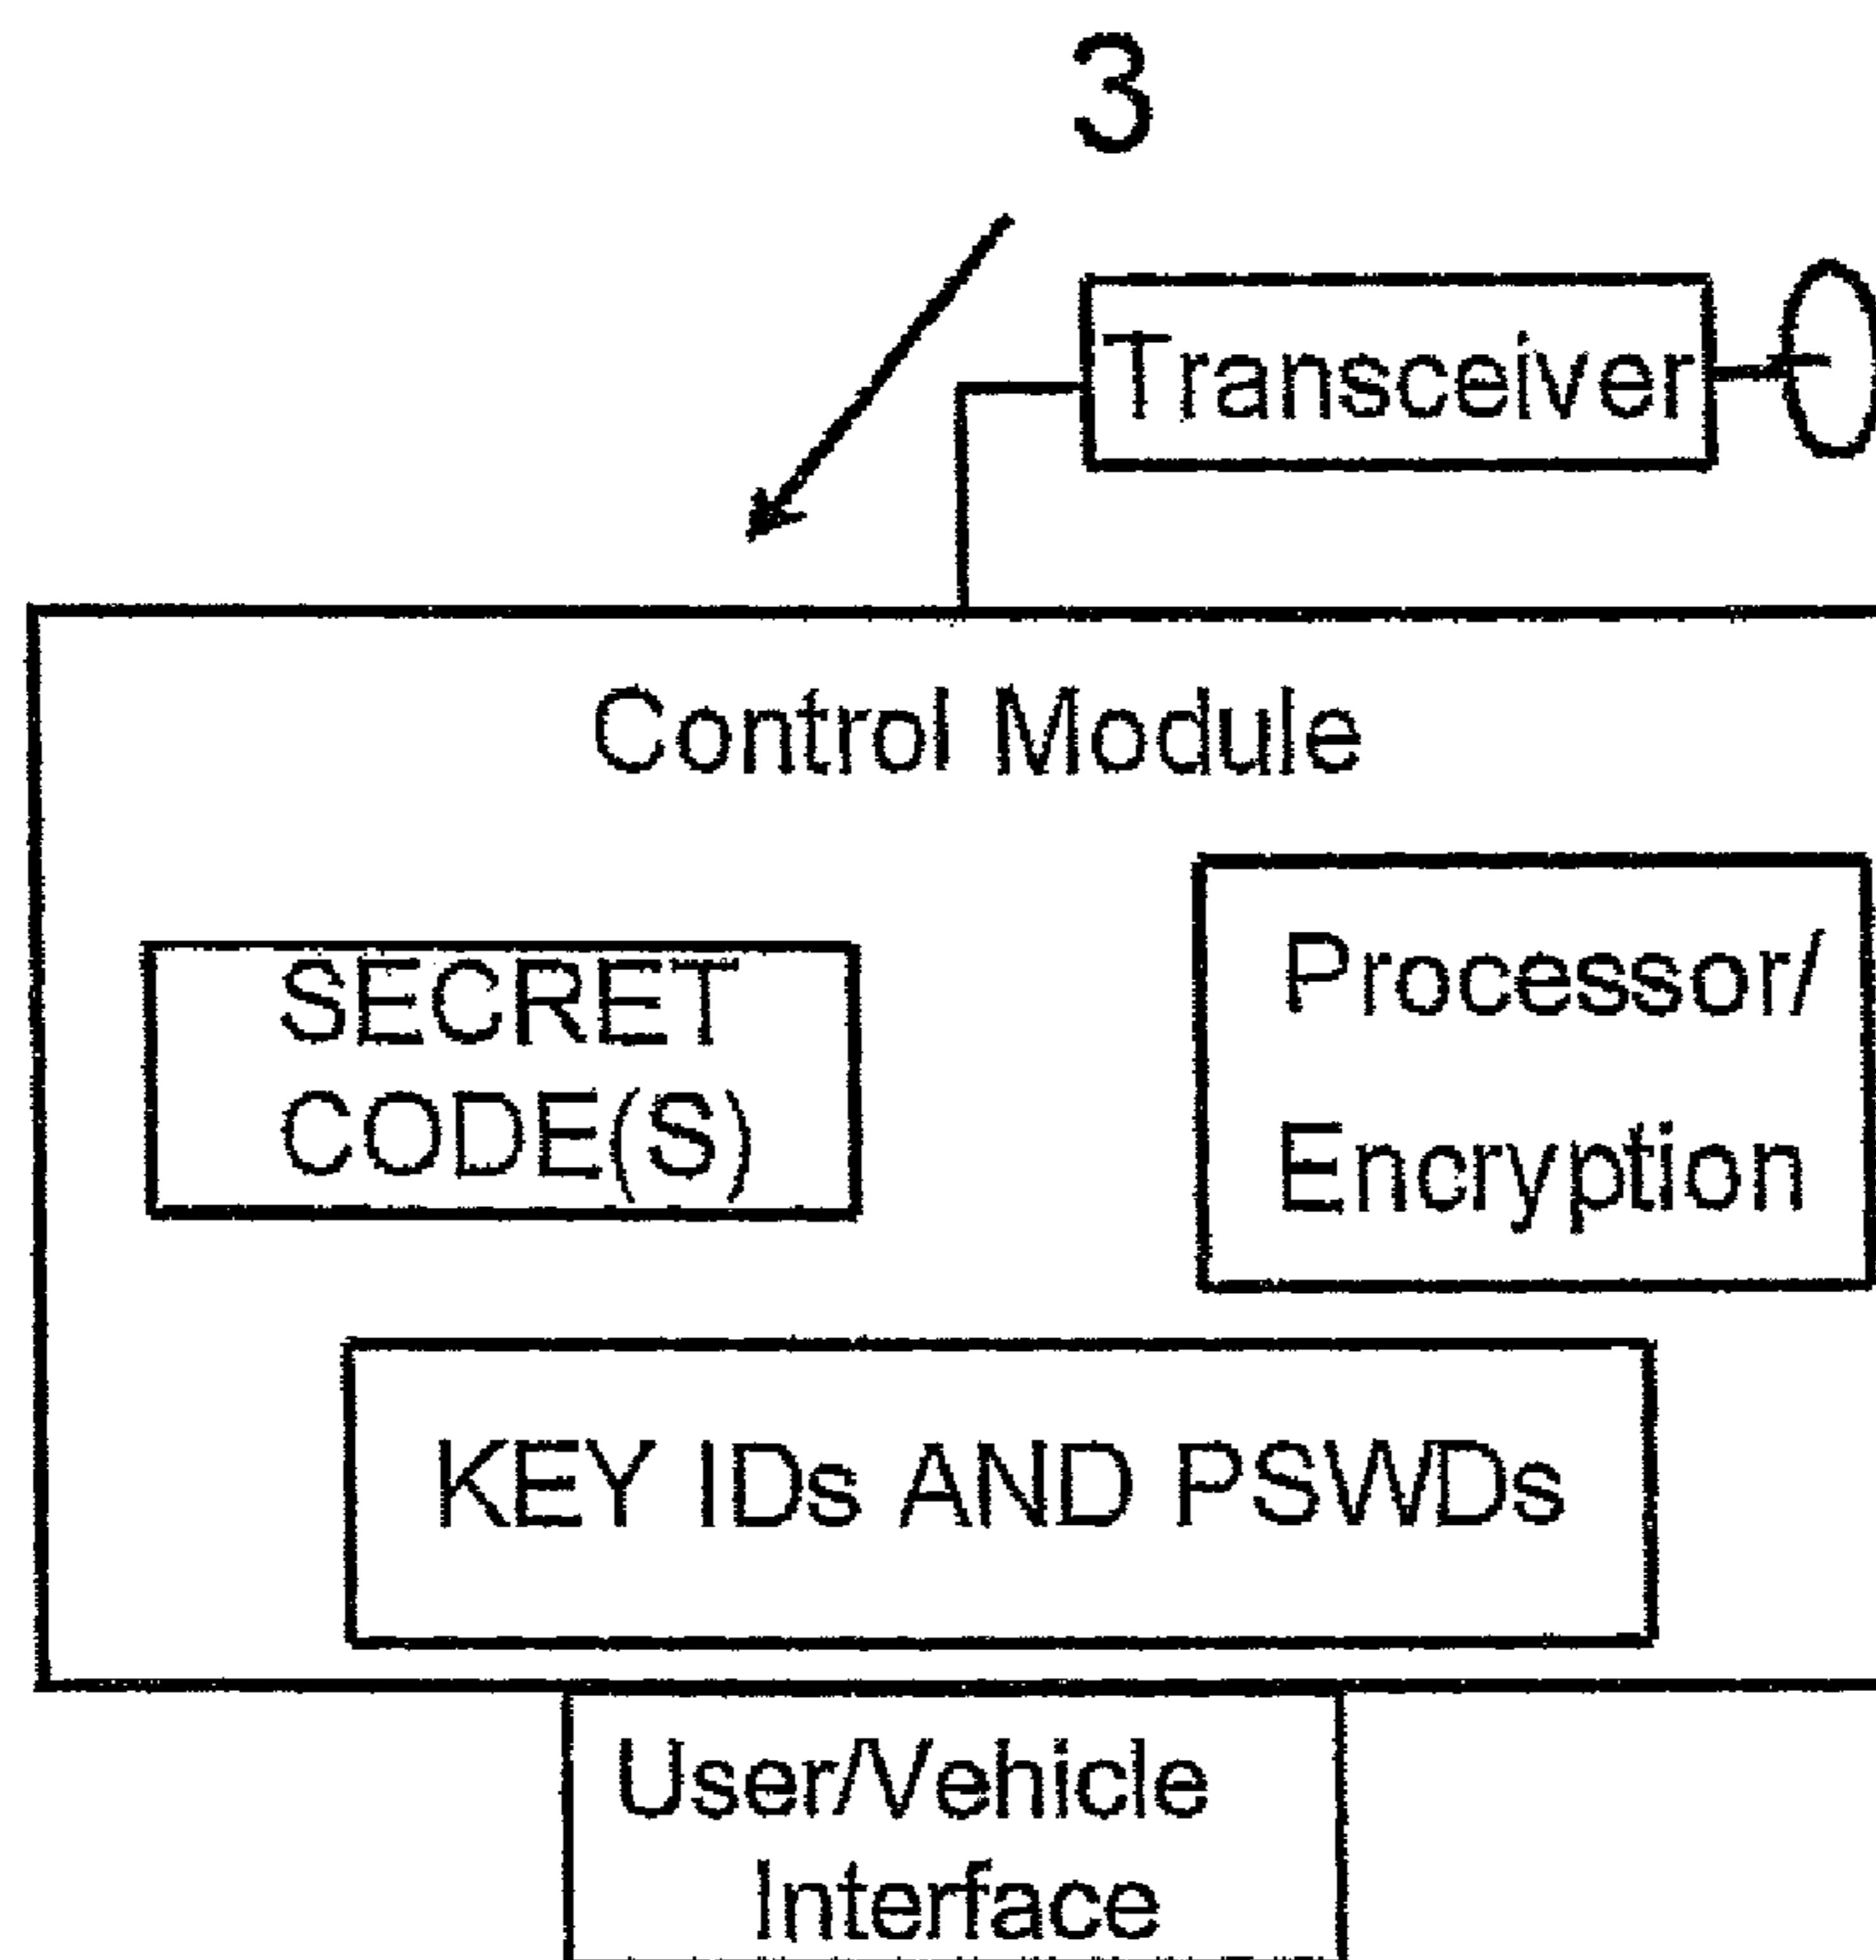 3
Transceiver
Control Module
SECRET
CODE(S)
Processor/
Encryption
KEY IDs AND PSWDs
User/Vehicle
Interface